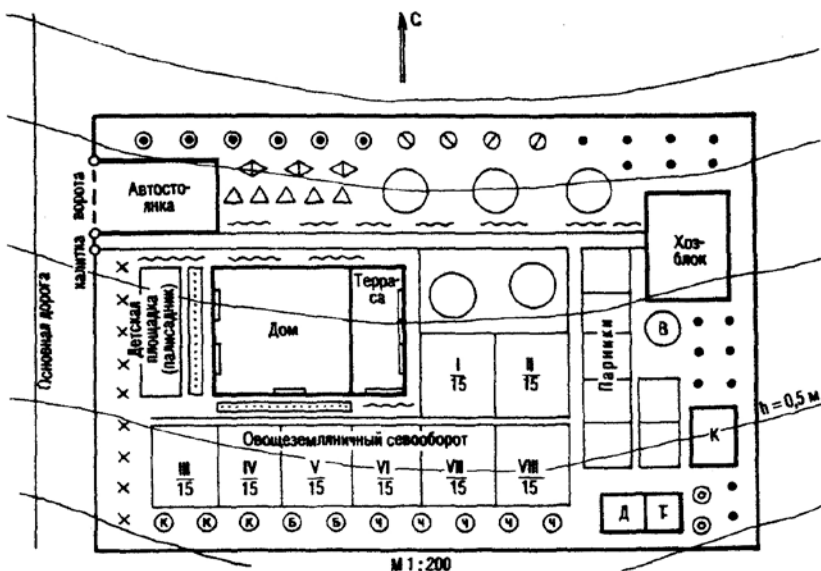 С
Автосто-
янка
ворота
калитка
Основная дорога
Хоз-
блок
Детская
площадка
(палисадник)
Дом
Терра-
са
В
Парники
I
15
II
15
h = 0,5 м
К
Овощеземляничный севооборот
III
15
IV
15
V
15
VI
15
VII
15
VIII
15
К К К Б Б Ч Ч Ч Ч Ч
Д Т
О
О
М 1 : 200